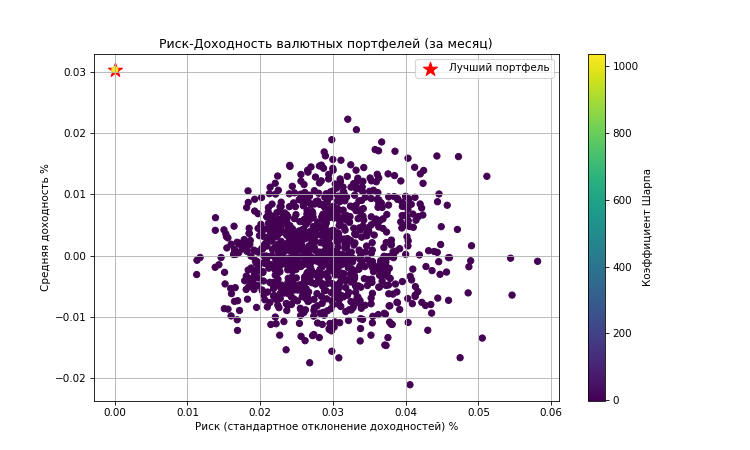 Риск-Доходность валютных портфелей (за месяц)
Лучший портфель
Средняя доходность %
0.03
0.02
0.01
0.00
−0.01
−0.02
0.00 0.01 0.02 0.03 0.04 0.05 0.06
Риск (стандартное отклонение доходностей) %
1000
800
600
400
200
0
Коэффициент Шарпа